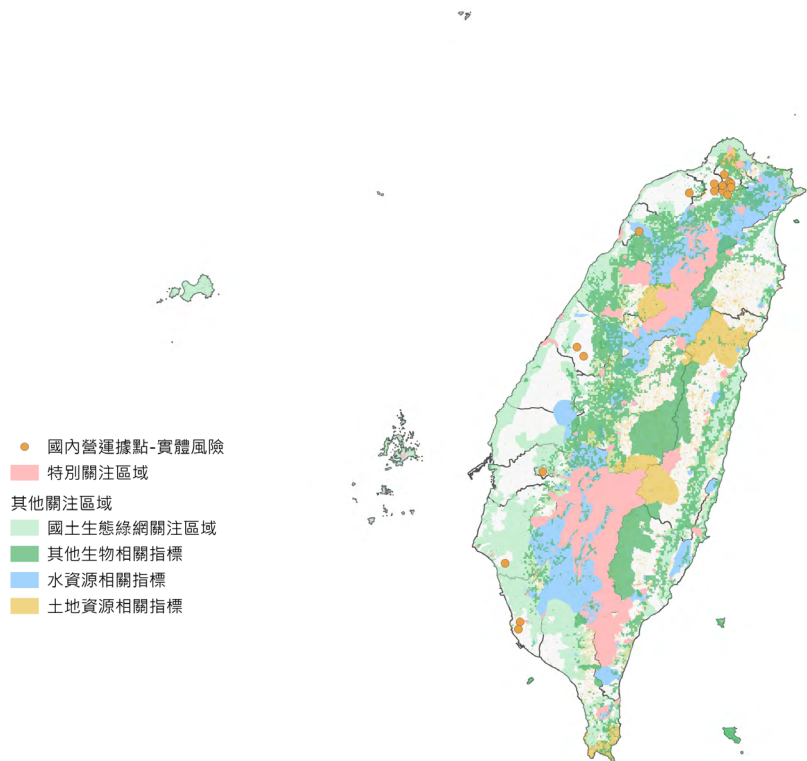 國內營運據點-實體風險
特別關注區域
其他關注區域
國土生態綠網關注區域
其他生物相關指標
水資源相關指標
土地資源相關指標